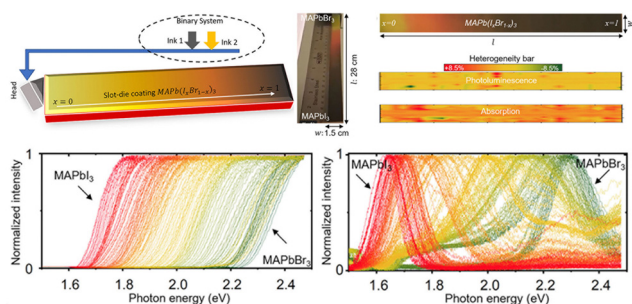 Binary System
Ink 1
Ink 2
Head
x = 0
Slot-die coating MAPb(IₓBr₁₋ₓ)₃
x = 1
MAPbBr₃
MAPbI₃
l: 28 cm
w: 1.5 cm
x=0
MAPb(IₓBr₁₋ₓ)₃
x=1
w
l
Heterogeneity bar
+8.5%
-8.5%
Photoluminescence
Absorption
Normalized intensity
1
0
MAPbI₃
MAPbBr₃
1.6
1.8
2.0
2.2
2.4
Photon energy (eV)
Normalized intensity
1
0
MAPbI₃
MAPbBr₃
1.6
1.8
2.0
2.2
2.4
Photon energy (eV)